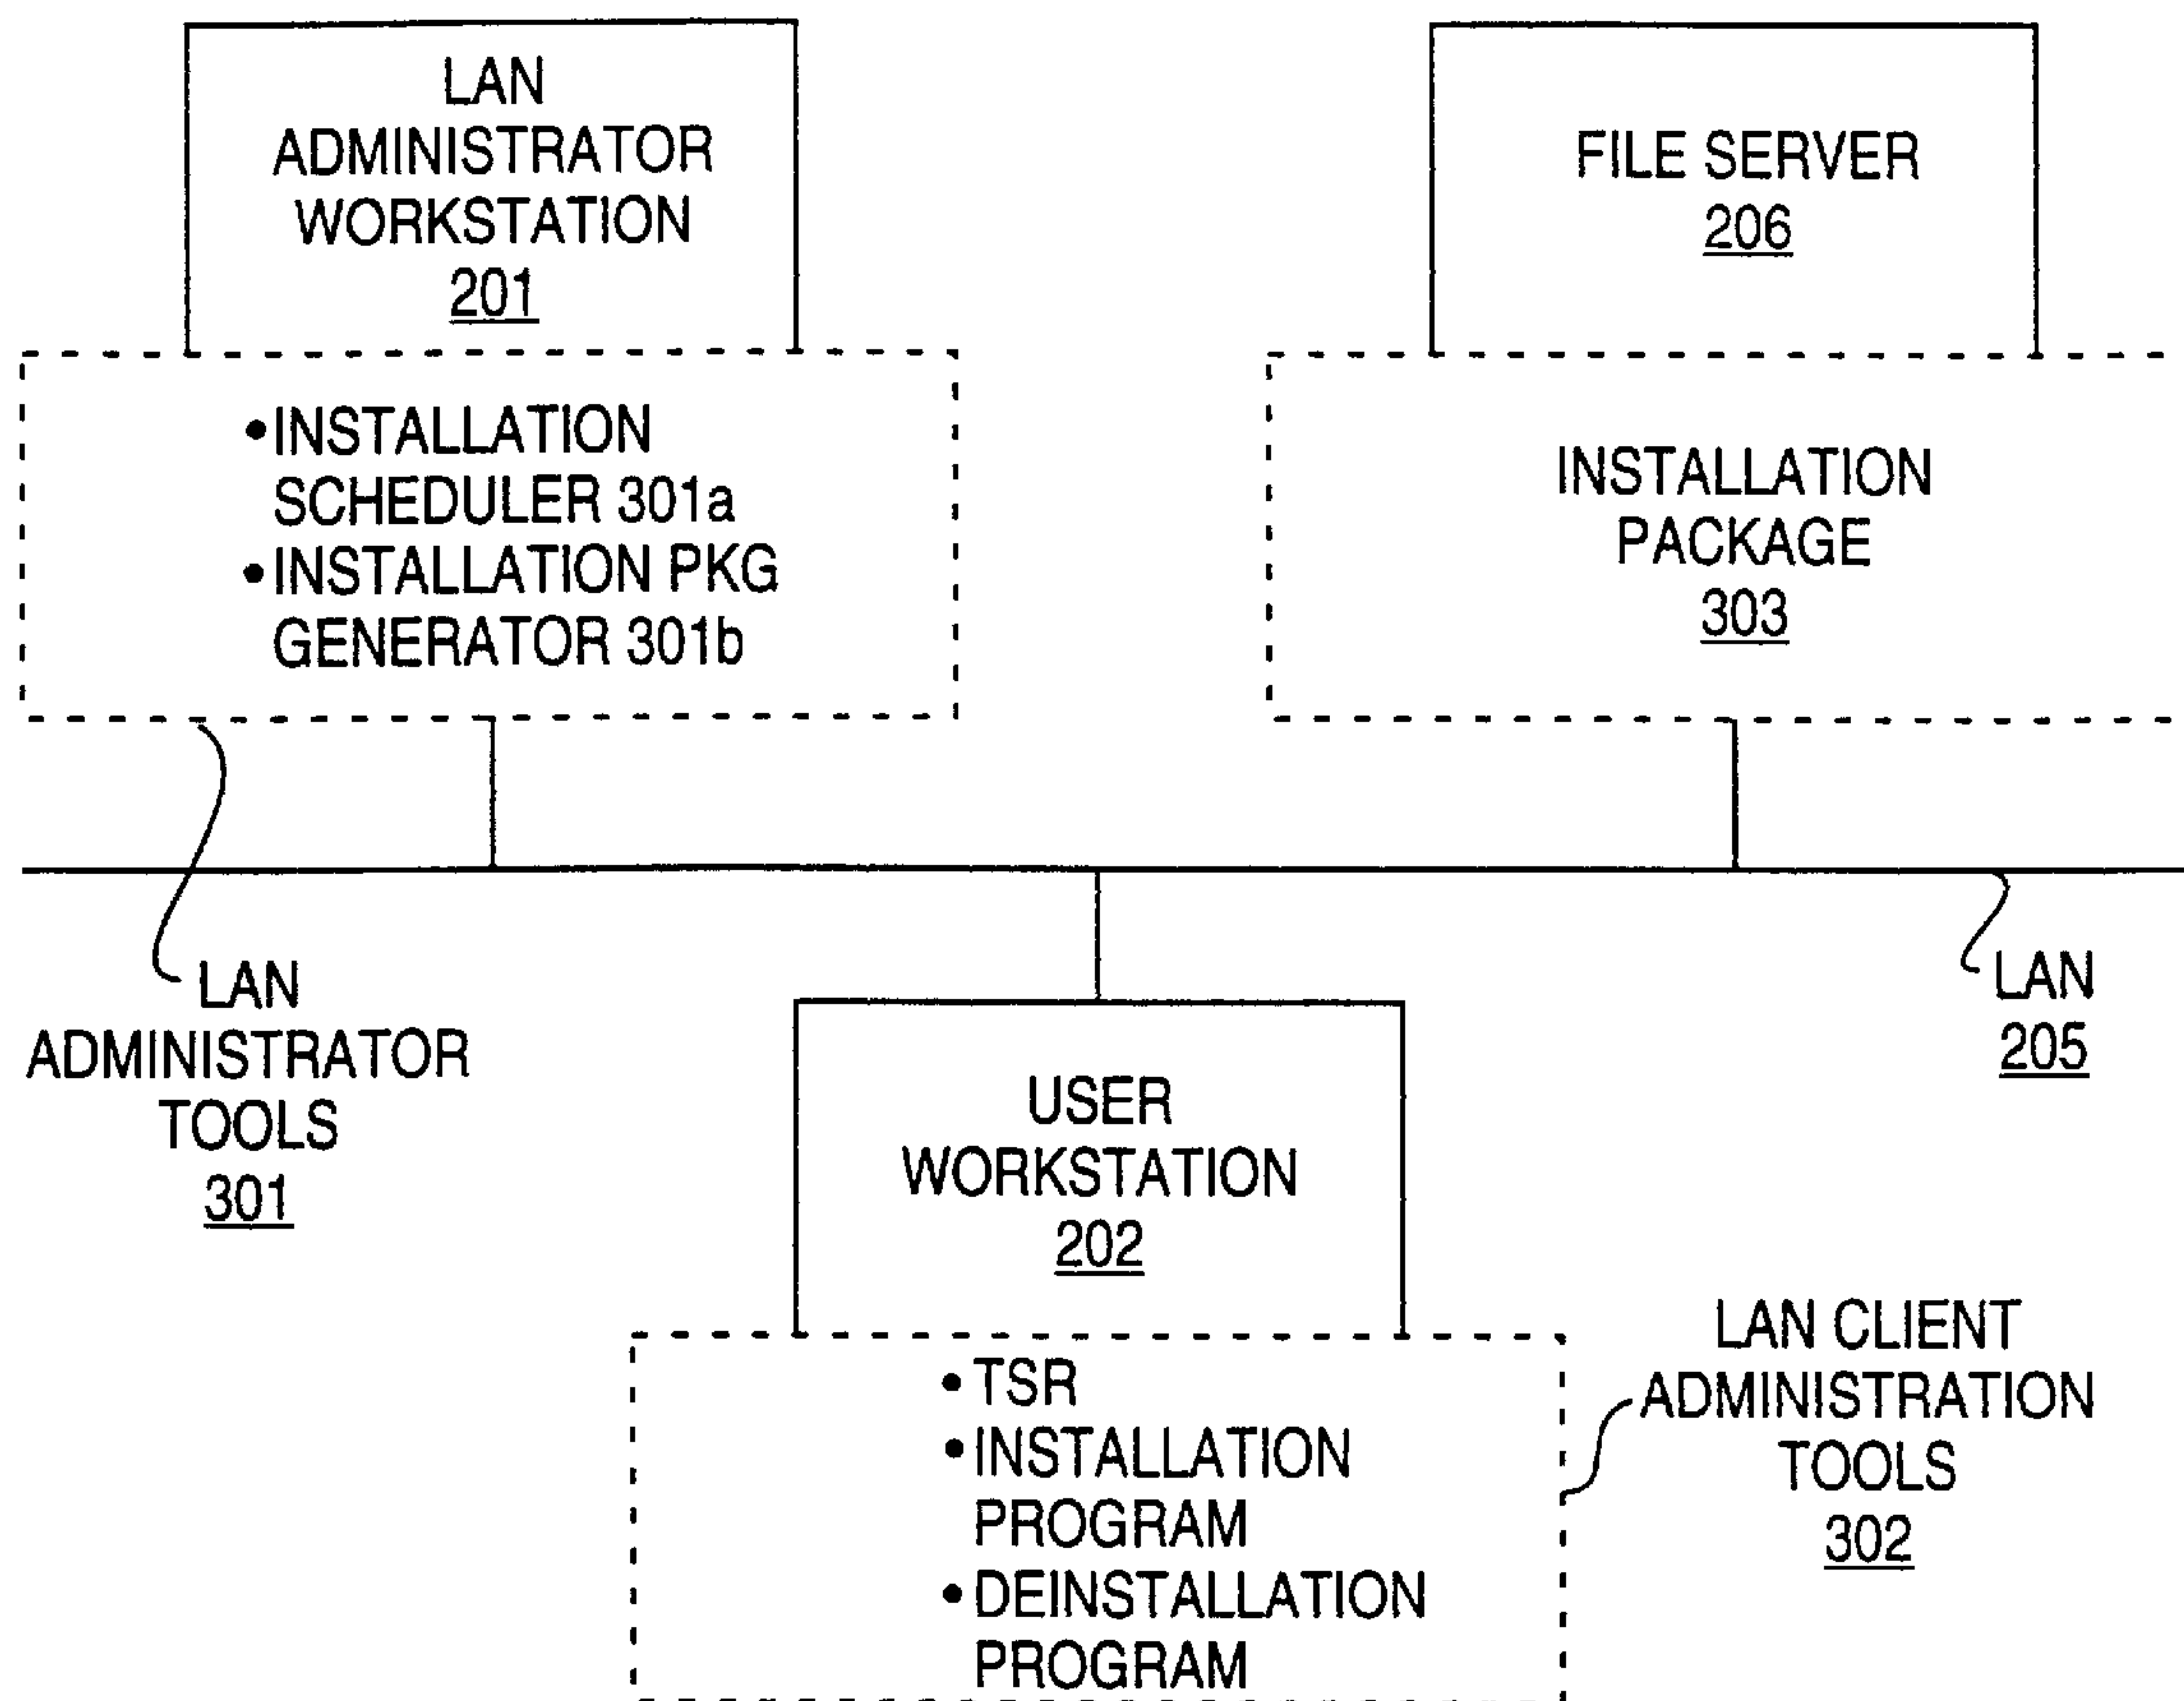 LAN
ADMINISTRATOR
WORKSTATION
201
FILE SERVER
206
•INSTALLATION
SCHEDULER 301a
•INSTALLATION PKG
GENERATOR 301b
INSTALLATION
PACKAGE
303
LAN
ADMINISTRATOR
TOOLS
301
LAN
205
USER
WORKSTATION
202
•TSR
•INSTALLATION
PROGRAM
•DEINSTALLATION
PROGRAM
LAN CLIENT
ADMINISTRATION
TOOLS
302